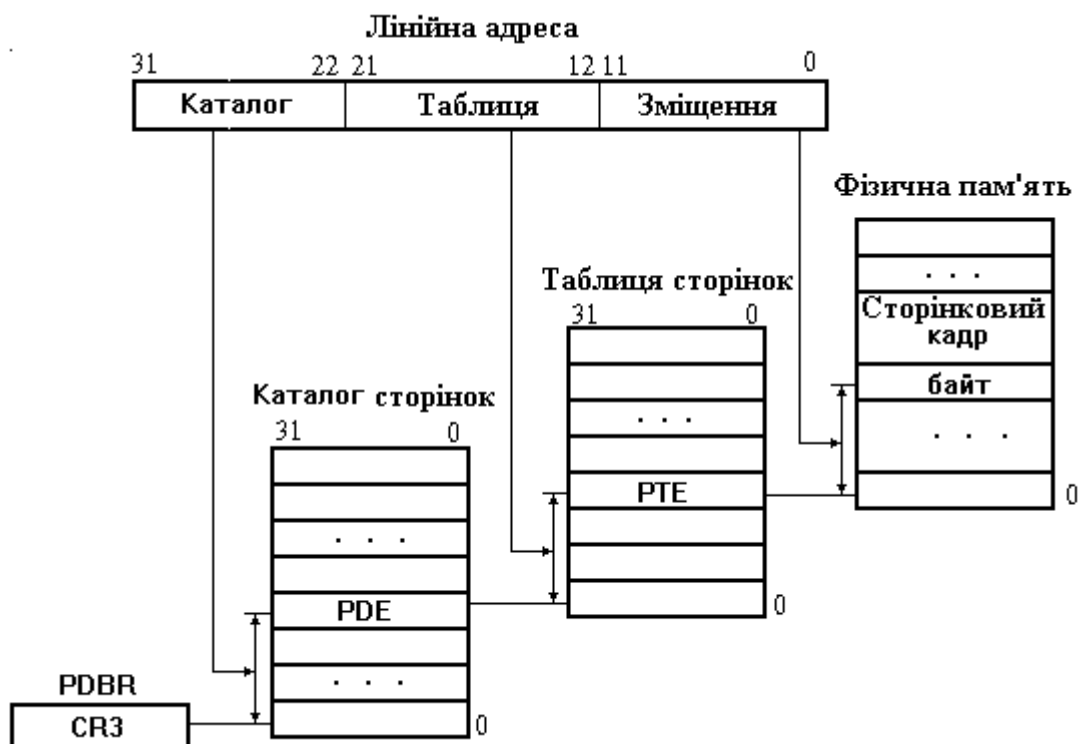 Лінійна адреса
31 22 21 12 11 0
Каталог Таблиця Зміщення
Фізична пам'ять
. . .
Таблиця сторінок
31 0
Сторінковий
кадр
байт
Каталог сторінок
. . .
. . .
31 0
PTE
0
. . .
PDE
0
PDBR
. . .
CR3
0